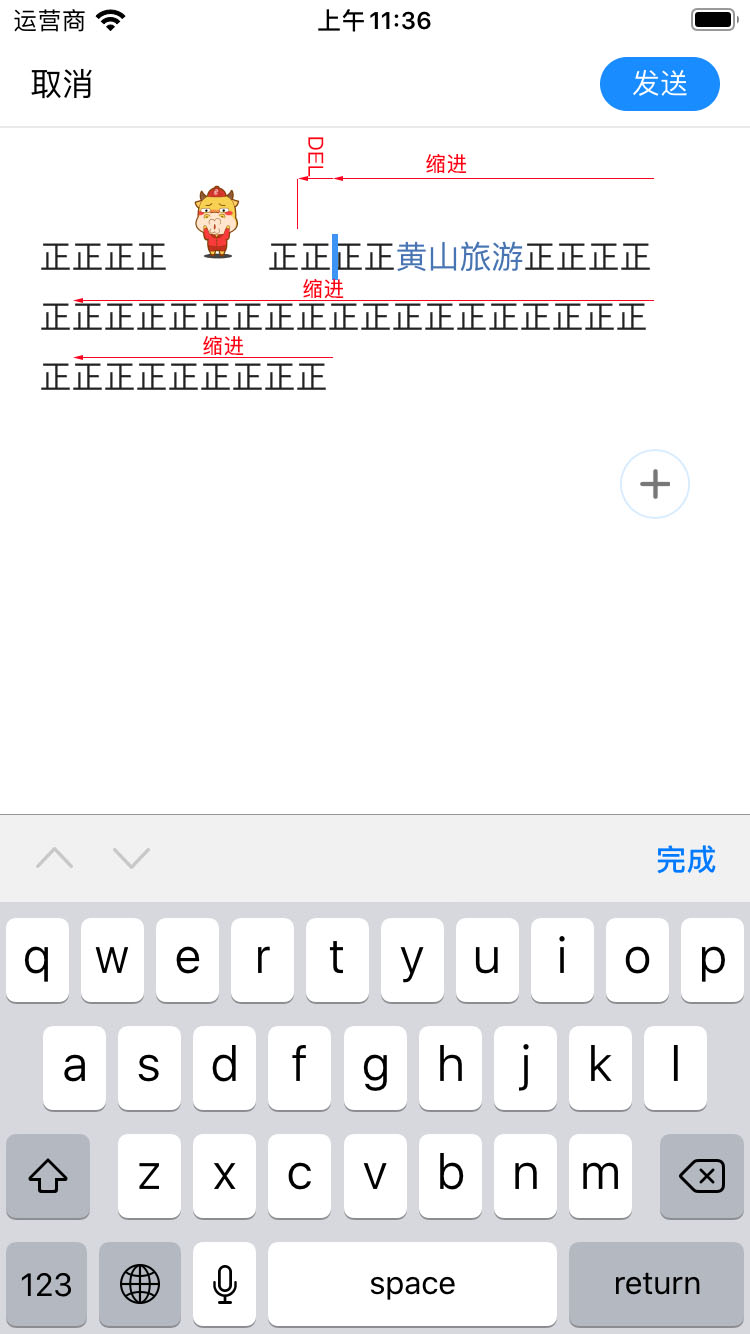 运营商 上午11:36
取消 发送
DEL 缩进
正正正正 正正正正黄山旅游正正正正
缩进
正正正正正正正正正正正正正正正正正正正
缩进
正正正正正正正正正
完成
q w e r t y u i o p
a s d f g h j k l
z x c v b n m
123 space return